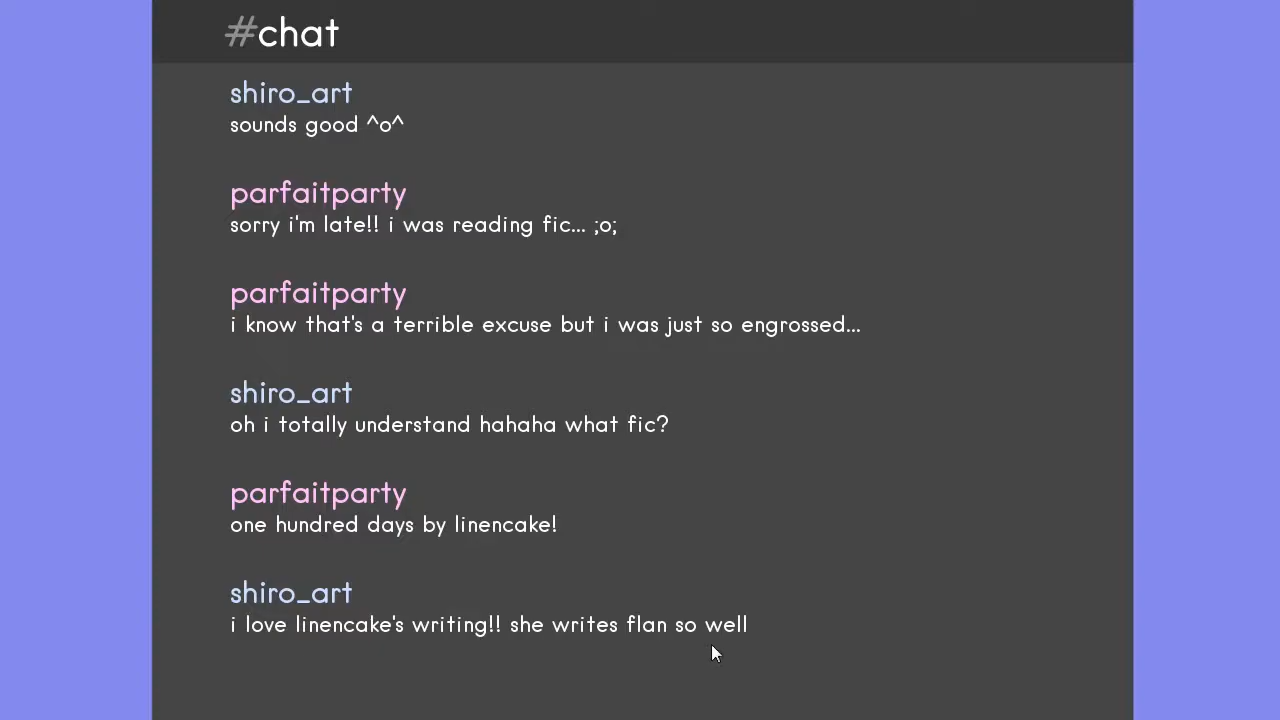 #chat
shiro_art
sounds good ^o^
parfaitparty
sorry i'm late!! i was reading fic... ;o;
parfaitparty
i know that's a terrible excuse but i was just so engrossed...
shiro_art
oh i totally understand hahaha what fic?
parfaitparty
one hundred days by linencake!
shiro_art
i love linencake's writing!! she writes flan so well